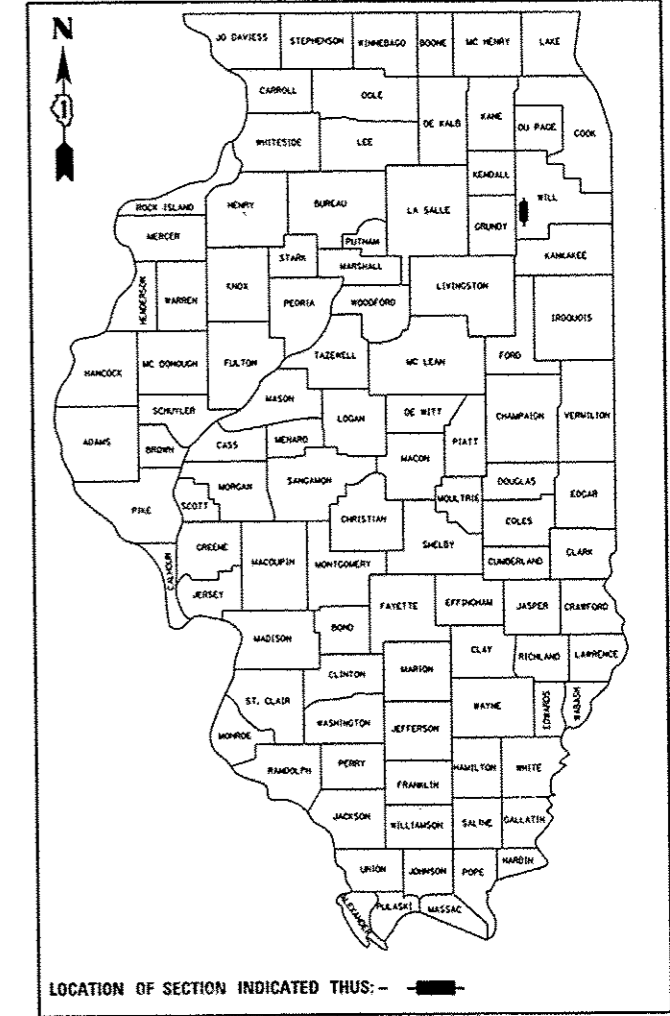 N
JO DAVIESS STEPHENSON WINNEBAGO BOONE MC HENRY LAKE
CARROLL OGLE DE KALB KANE DU PAGE COOK
WHITESIDE LEE KENDALL WILL
ROCK ISLAND HENRY BUREAU LA SALLE GRUNDY
MERCER PUTNAM KANKAKEE
STARK MARSHALL
HENDERSON WARREN KNOX PEORIA WOODFORD LIVINGSTON IROQUOIS
HANCOCK MC DONOUGH FULTON TAZEWELL MC LEAN FORD
MASON
SCHUYLER LOGAN DE WITT CHAMPAIGN VERMILION
ADAMS BROWN CASS MENARD MACON PIATT
MORGAN SANGAMON DOUGLAS EDGAR
PIKE SCOTT CHRISTIAN MOULTRIE COLES
GREENE MACOUPIN MONTGOMERY SHELBY CUMBERLAND CLARK
CALHOUN JERSEY FAYETTE EFFINGHAM JASPER CRAWFORD
MADISON BOND CLAY RICHLAND LAWRENCE
CLINTON MARION
ST. CLAIR WAYNE EDWARDS WABASH
MONROE WASHINGTON JEFFERSON
RANDOLPH PERRY HAMILTON WHITE
FRANKLIN
JACKSON WILLIAMSON SALINE GALLATIN
UNION JOHNSON POPE HARDIN
ALEXANDER PULASKI MASSAC
LOCATION OF SECTION INDICATED THUS:-